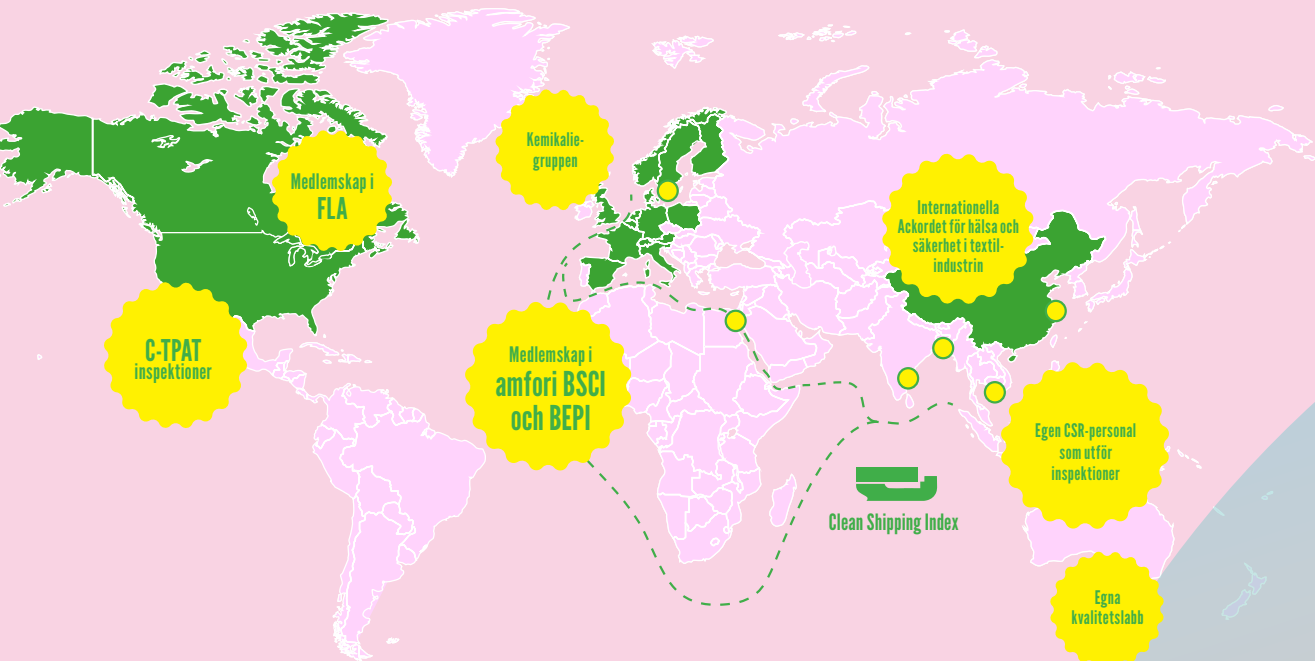 Kemikalie-
gruppen
Medlemskap i
FLA
Internationella
Ackordet för hälsa och
säkerhet i textil-
industrin
C-TPAT
inspektioner
Medlemskap i
amfori BSCI
och BEPI
Egen CSR-personal
som utför
inspektioner
Clean Shipping Index
Egna
kvalitetslabb